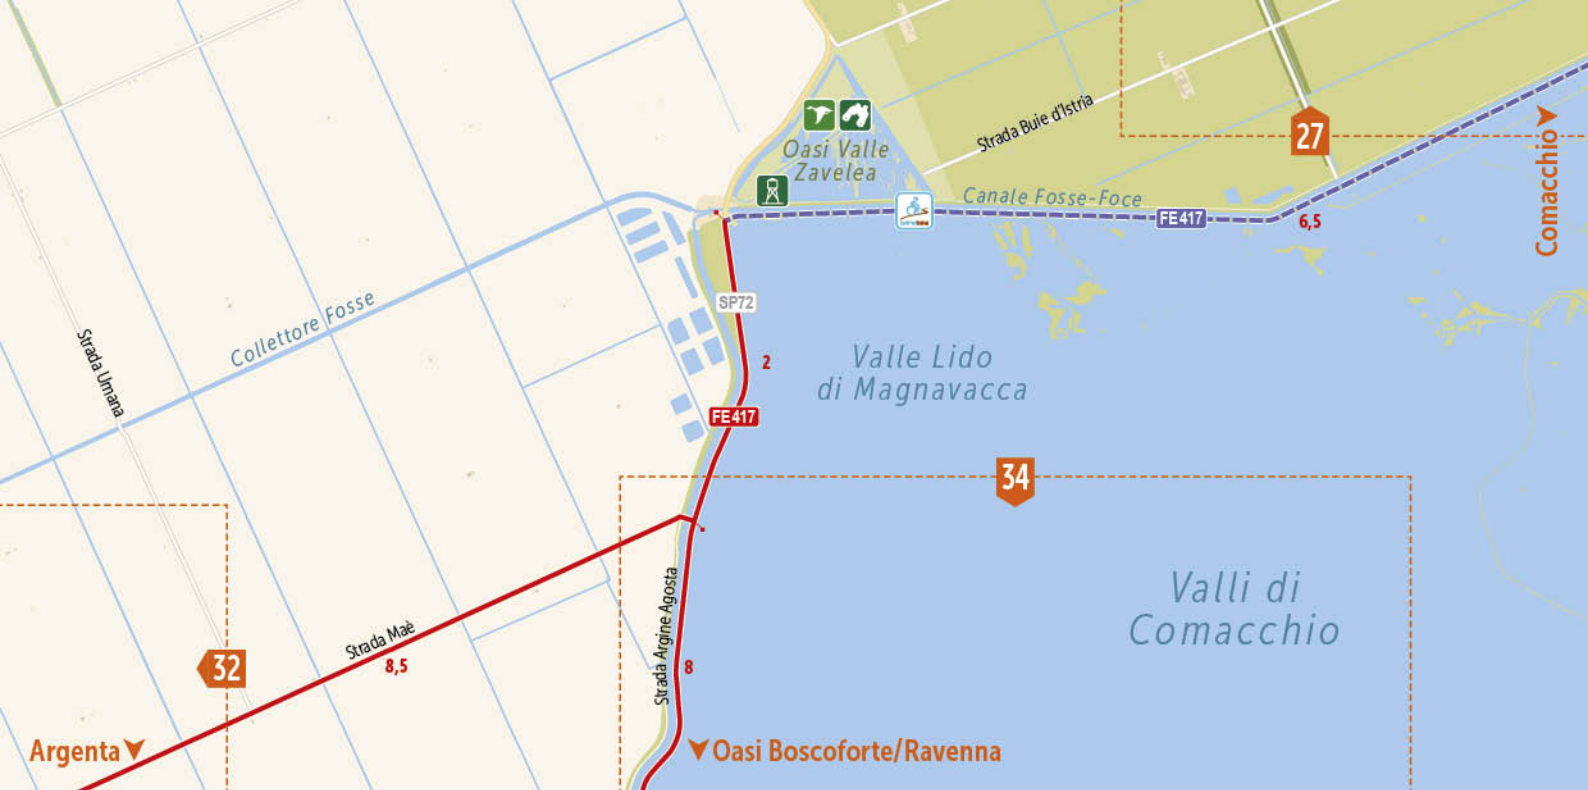 27
Strada Buie d'Istria
Comacchio
Oasi Valle
Zavelea
Canale Fosse-Foce
FE417
6,5
SP72
Collettore Fosse
Strada Umana
2
Valle Lido
di Magnavacca
FE417
34
Valli di
Comacchio
Strada Argine Agosta
Strada Maè
8,5
32
8
Argenta
Oasi Boscoforte/Ravenna